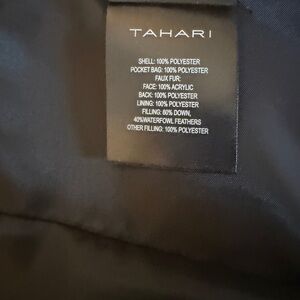 TAHARI
SHELL: 100% POLYESTER
POCKET BAG: 100% POLYESTER
FAUX FUR:
FACE: 100% ACRYLIC
BACK: 100% POLYESTER
LINING: 100% POLYESTER
FILLING: 60% DOWN,
40%WATERFOWL FEATHERS
OTHER FILLING: 100% POLYESTER